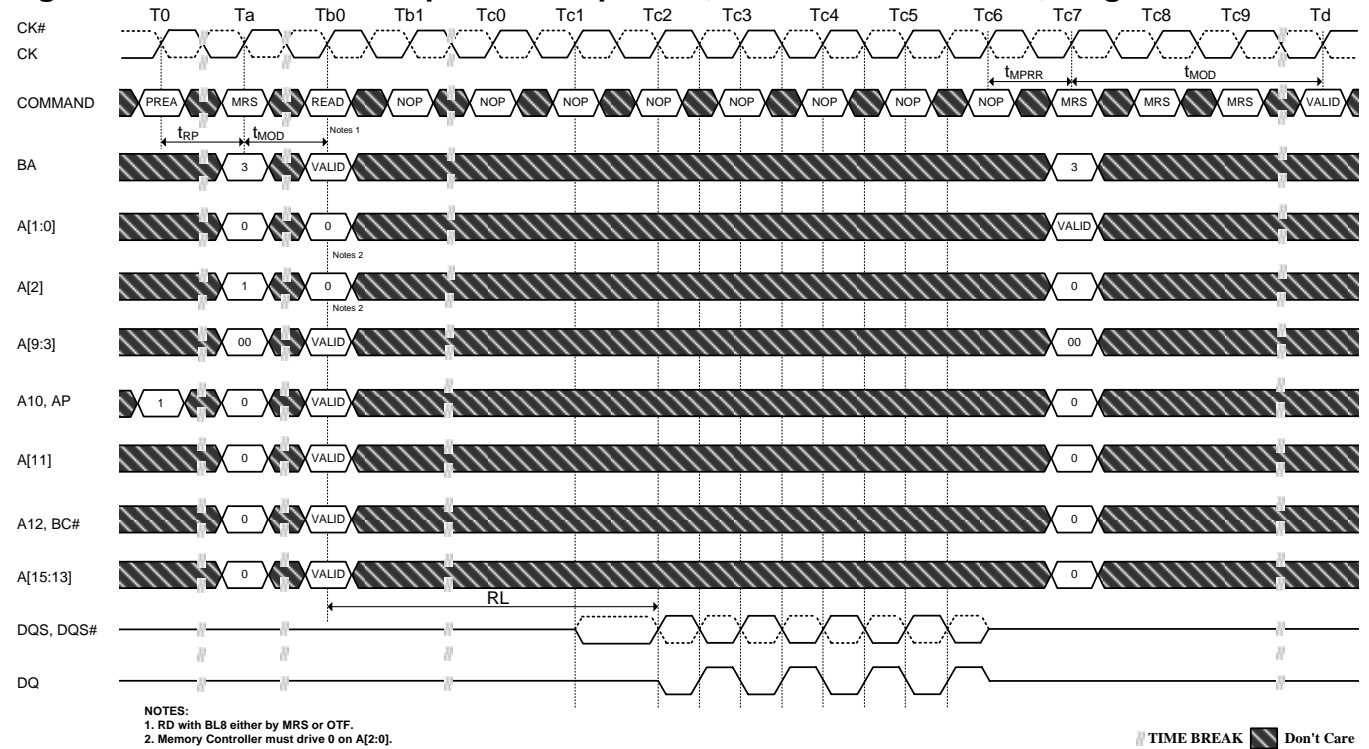 T0 Ta Tb0 Tb1 Tc0 Tc1 Tc2 Tc3 Tc4 Tc5 Tc6 Tc7 Tc8 Tc9 Td
CK#
CK
tMPRR tMOD
COMMAND PREA MRS READ NOP NOP NOP NOP NOP NOP NOP NOP MRS MRS MRS VALID
tRP tMOD Notes 1
BA 3 VALID 3
A[1:0] 0 0 VALID
Notes 2
A[2] 1 0 0
Notes 2
A[9:3] 00 VALID 00
A10, AP 1 0 VALID 0
A[11] 0 VALID 0
A12, BC# 0 VALID 0
A[15:13] 0 VALID 0
RL
DQS, DQS#
DQ
NOTES:
1. RD with BL8 either by MRS or OTF.
2. Memory Controller must drive 0 on A[2:0].
TIME BREAK Don't Care